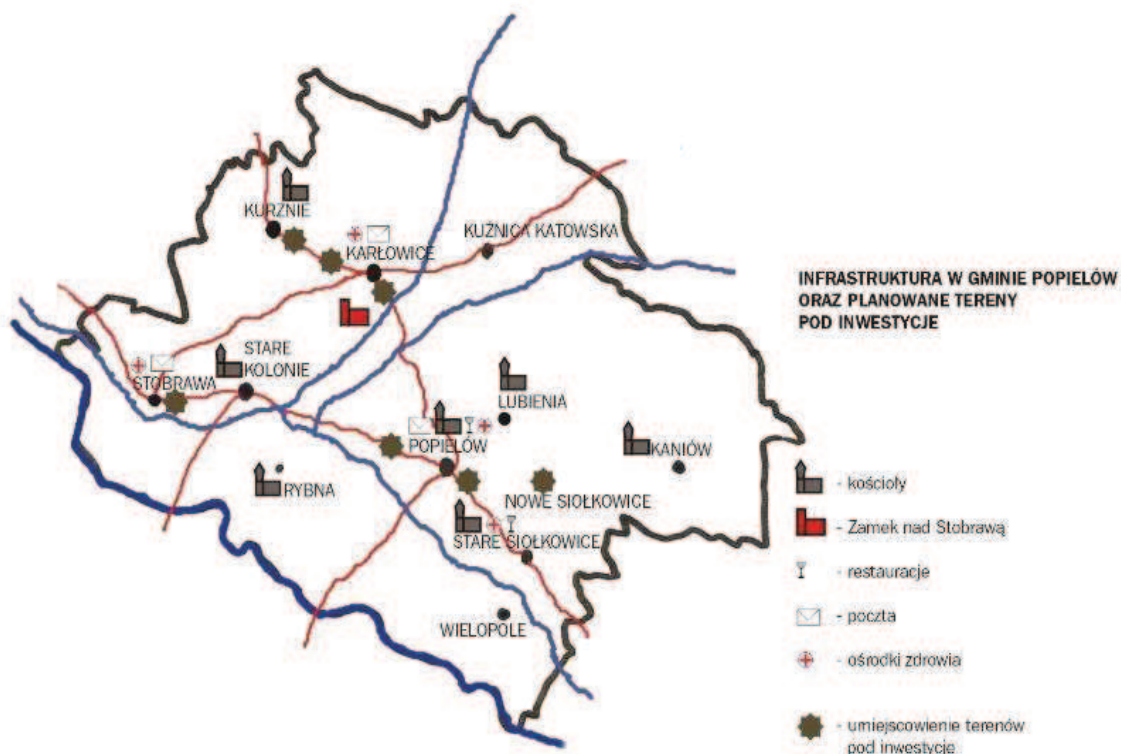 KURZNIE
KARŁOWICE
KUŹNICA KATOWSKA
INFRASTRUKTURA W GMINIE POPIELÓW
ORAZ PLANOWANE TERENY
POD INWESTYCJE
STARE
KOLONIE
STOBRAWA
LUBIENIA
POPIELÓW
KANIÓW
RYBNA
NOWE SIOŁKOWICE
STARE SIOŁKOWICE
WIELOPOLE
- kościoły
- Zamek nad Stobrawą
- restauracje
- poczta
- ośrodki zdrowia
- umiejscowienie terenów
pod inwestycje